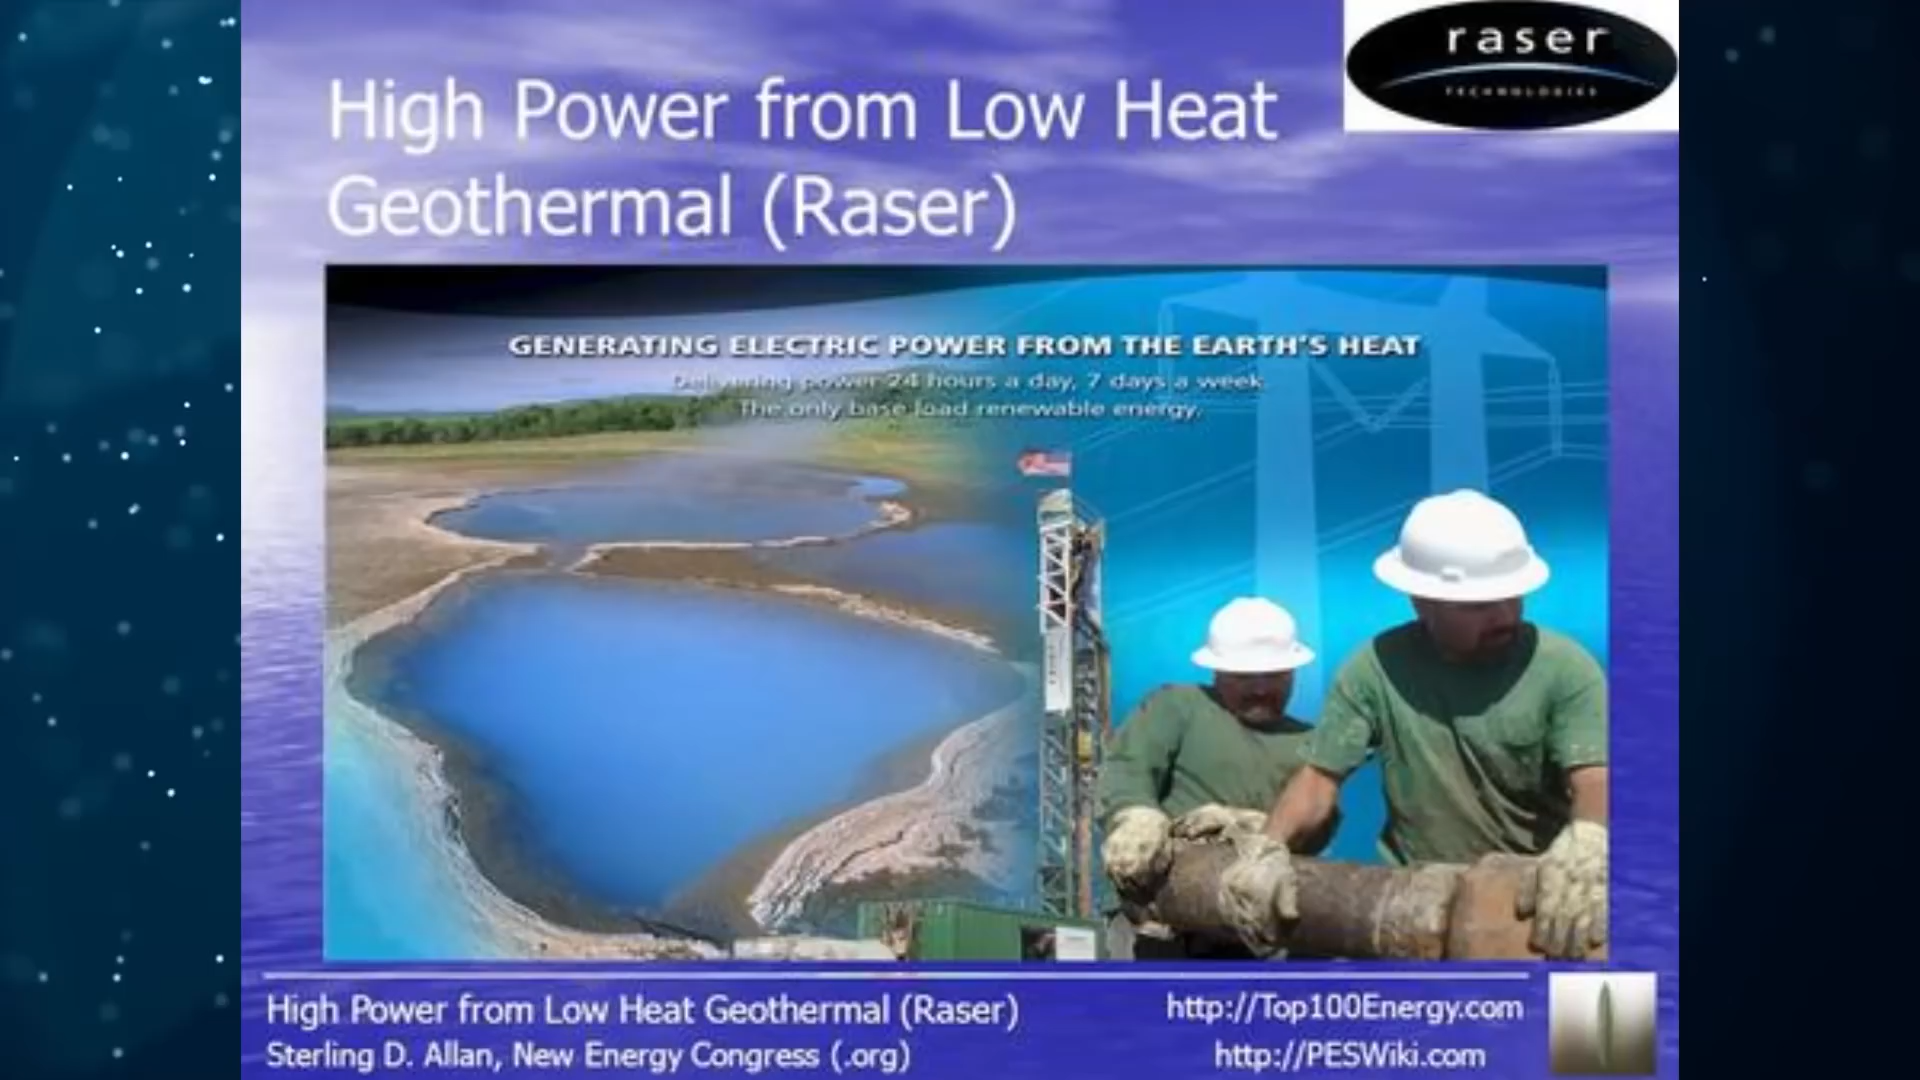 raser
TECHNOLOGIES
High Power from Low Heat
Geothermal (Raser)
GENERATING ELECTRIC POWER FROM THE EARTH'S HEAT
Delivering power 24 hours a day, 7 days a week.
The only base load renewable energy.
High Power from Low Heat Geothermal (Raser)
http://Top100Energy.com
Sterling D. Allan, New Energy Congress (.org)
http://PESWiki.com